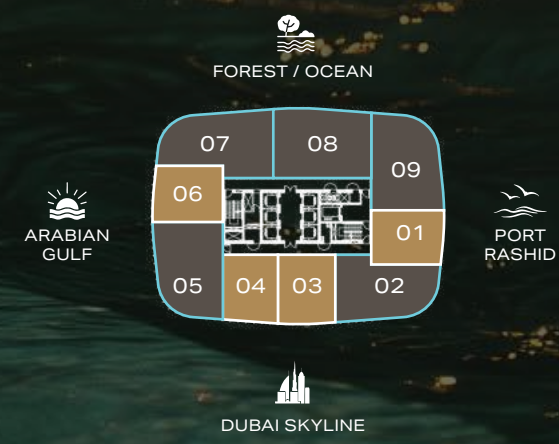 FOREST / OCEAN
07
08
09
06
01
ARABIAN
GULF
PORT
RASHID
05
04
03
02
DUBAI SKYLINE